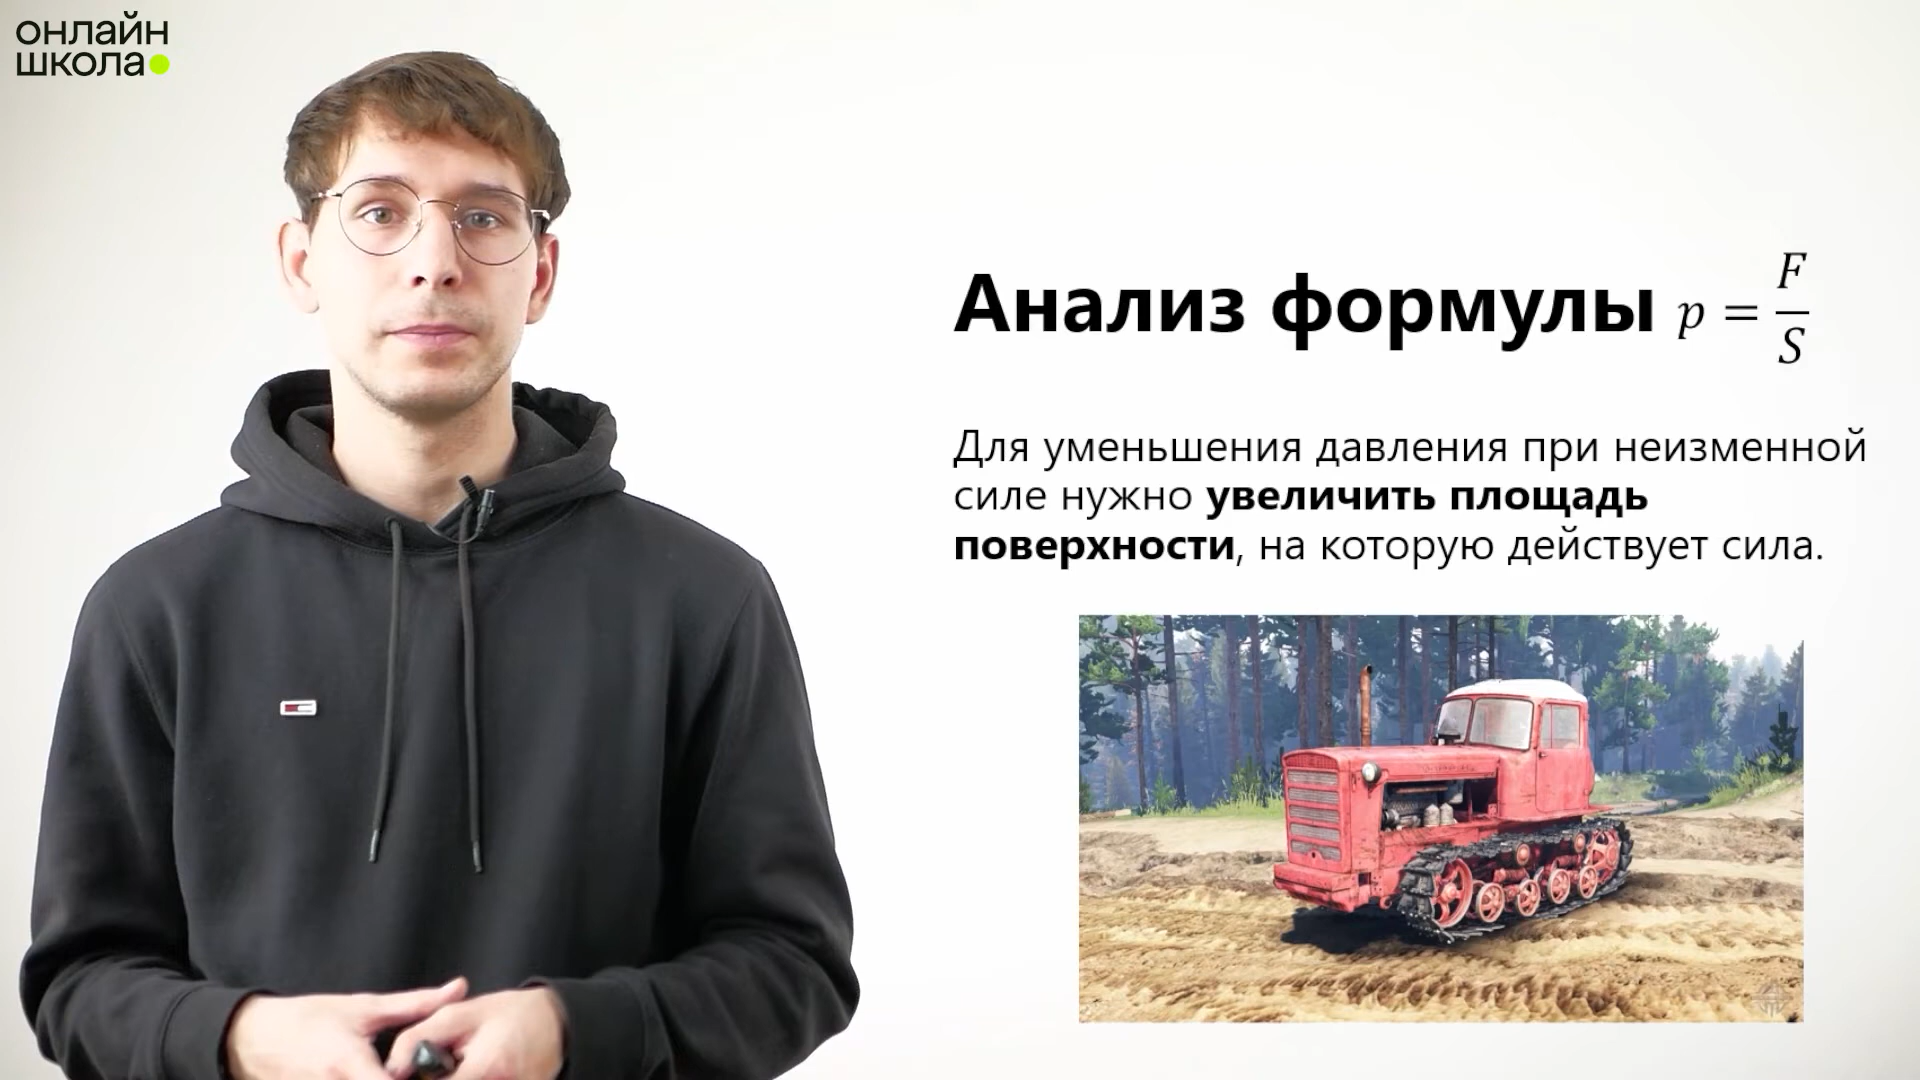 онлайн
школа
Анализ формулы p = F/S
Для уменьшения давления при неизменной
силе нужно увеличить площадь
поверхности, на которую действует сила.